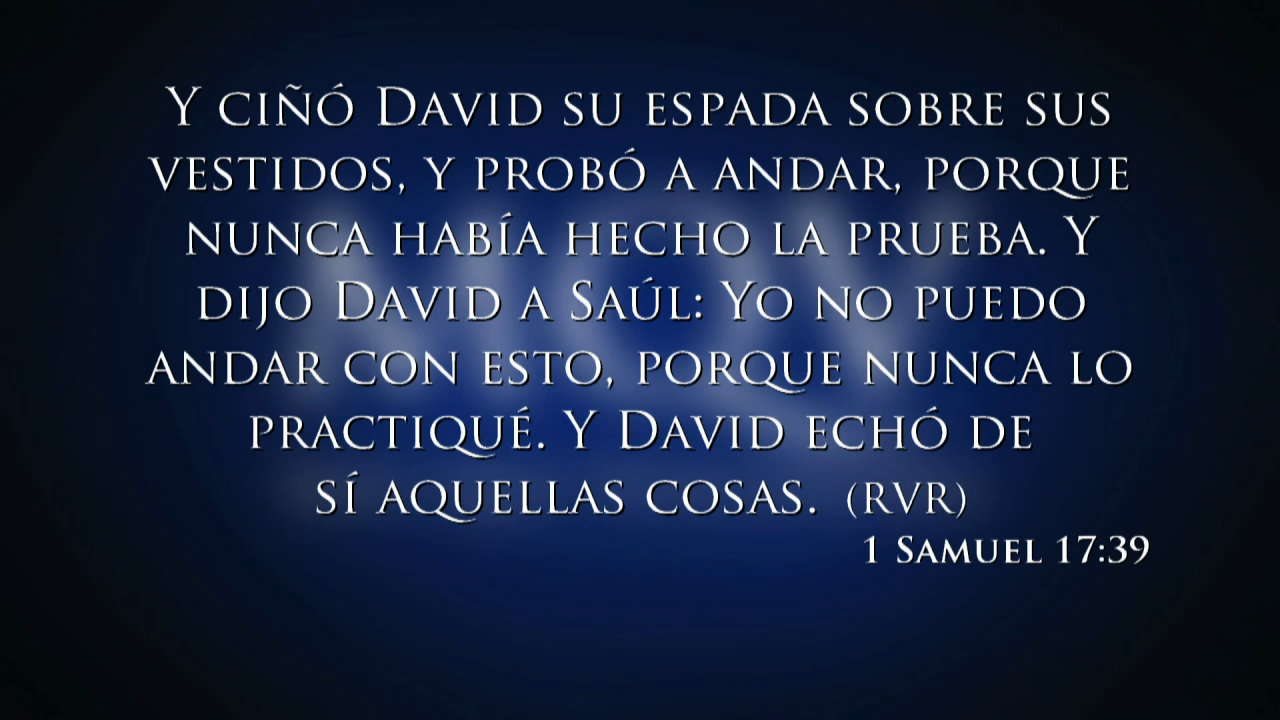 Y ciñó David su espada sobre sus
vestidos, y probó a andar, porque
nunca había hecho la prueba. Y
dijo David a Saúl: Yo no puedo
andar con esto, porque nunca lo
practiqué. Y David echó de
sí aquellas cosas. (RVR)
1 Samuel 17:39